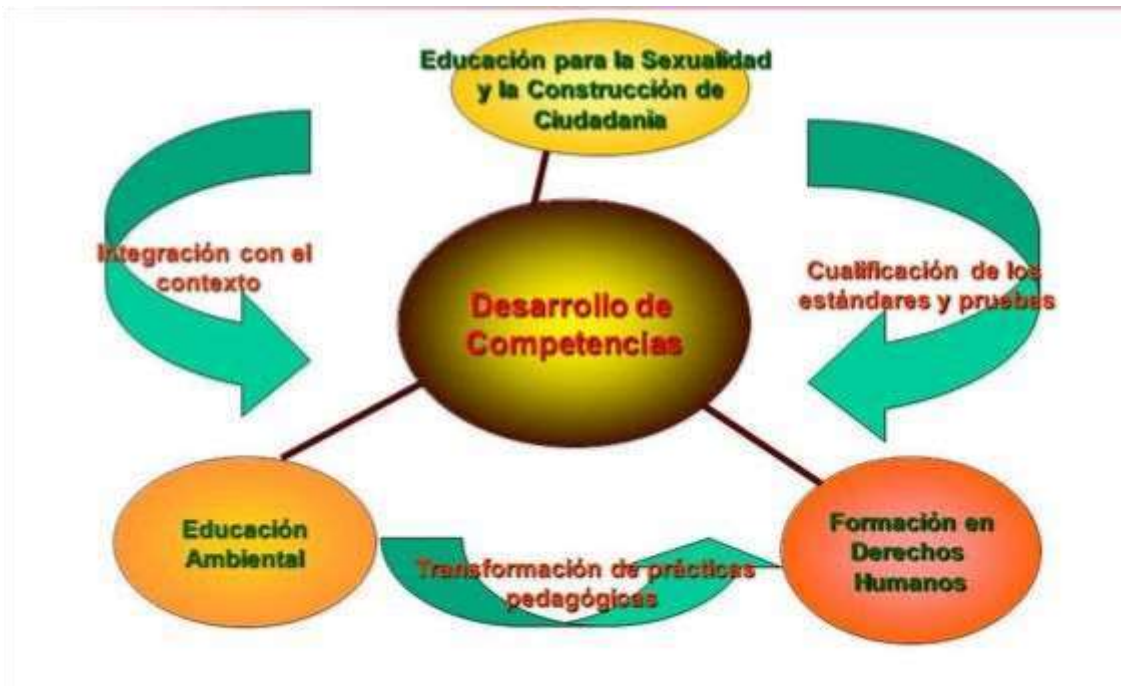 Educación para la Sexualidad
y la Construcción de
Ciudadania
Integración con el
contexto
Cualificación de los
estándares y pruebas
Desarrollo de
Competencias
Educación
Ambiental
Transformación de prácticas
pedagógicas
Formación en
Derechos
Humanos